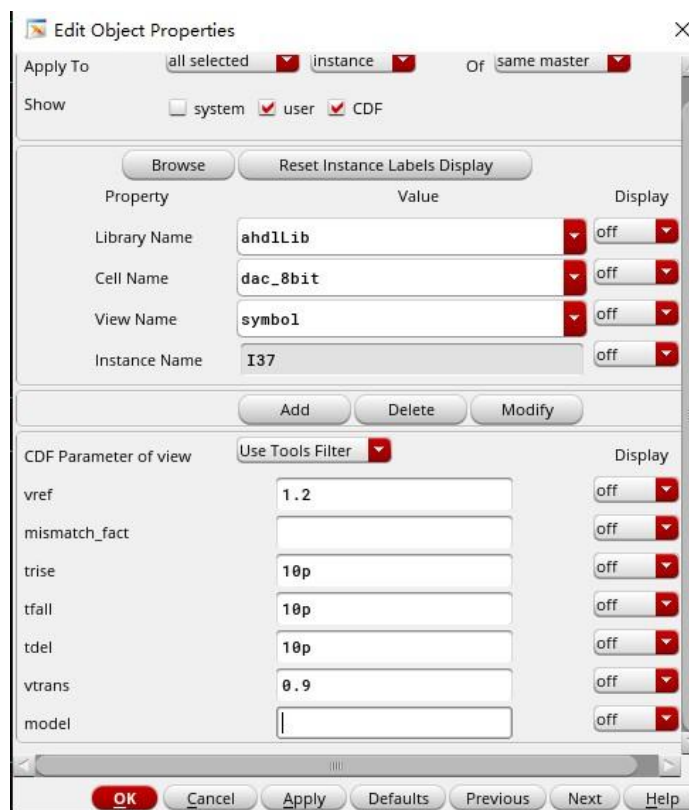 Edit Object Properties
Apply To all selected instance Of same master
Show system user CDF
Browse Reset Instance Labels Display
Property Value Display
Library Name ahdlLib off
Cell Name dac_8bit off
View Name symbol off
Instance Name I37 off
Add Delete Modify
CDF Parameter of view Use Tools Filter Display
vref 1.2 off
mismatch_fact off
trise 10p off
tfall 10p off
tdel 10p off
vtrans 0.9 off
model off
OK Cancel Apply Defaults Previous Next Help